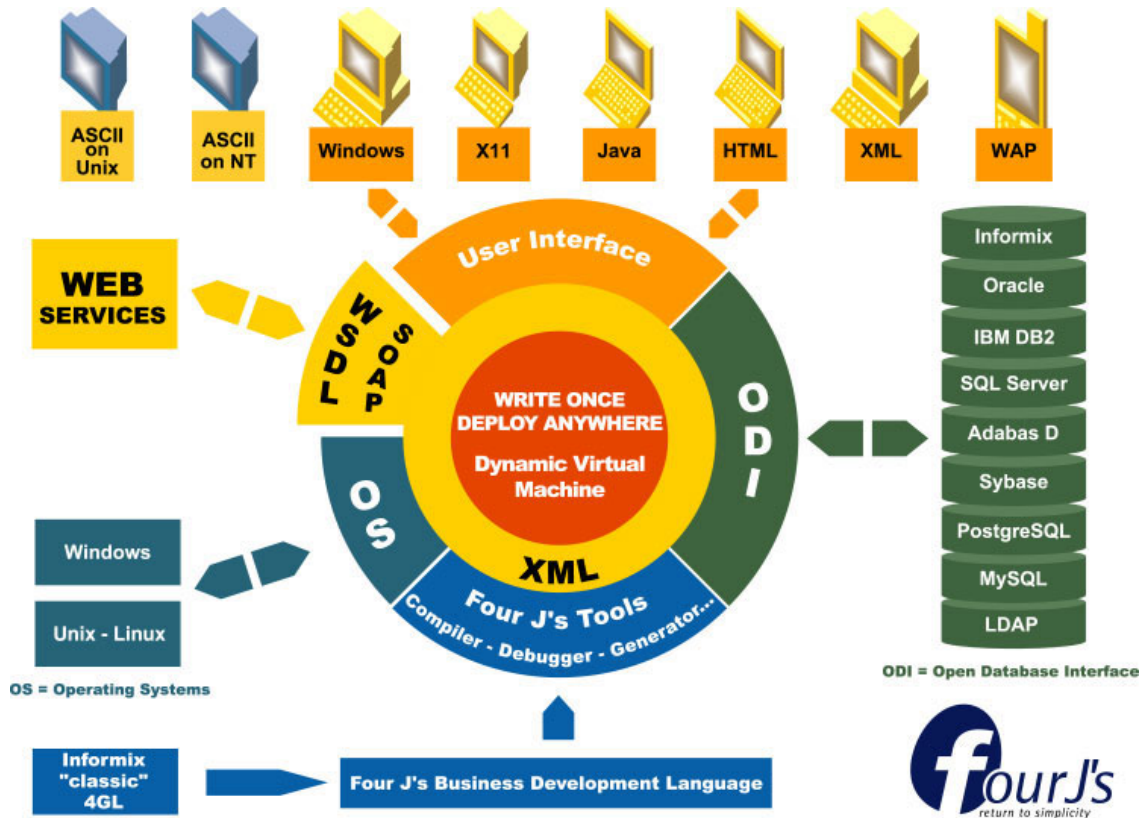 ASCII
on
Unix
ASCII
on NT
Windows
X11
Java
HTML
XML
WAP
User Interface
WEB
SERVICES
WSDL
SOAP
WRITE ONCE
DEPLOY ANYWHERE
Dynamic Virtual
Machine
ODI
OS
XML
Four J's Tools
Compiler - Debugger - Generator...
Informix
Oracle
IBM DB2
SQL Server
Adabas D
Sybase
PostgreSQL
MySQL
LDAP
ODI = Open Database Interface
Windows
Unix - Linux
OS = Operating Systems
Informix
"classic"
4GL
Four J's Business Development Language
fourJ's
return to simplicity